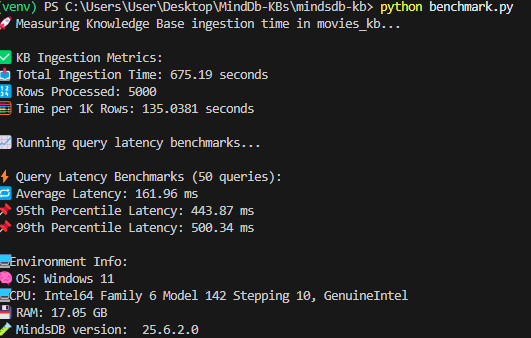 (venv) PS C:\Users\User\Desktop\MindDb-KBs\mindsdb-kb> python benchmark.py
🚀 Measuring Knowledge Base ingestion time in movies_kb...
✅ KB Ingestion Metrics:
⏱️ Total Ingestion Time: 675.19 seconds
🔢 Rows Processed: 5000
🧮 Time per 1K Rows: 135.0381 seconds
📈 Running query latency benchmarks...
⚡ Query Latency Benchmarks (50 queries):
🔁 Average Latency: 161.96 ms
📌 95th Percentile Latency: 443.87 ms
📌 99th Percentile Latency: 500.34 ms
💻Environment Info:
🧠 OS: Windows 11
💻CPU: Intel64 Family 6 Model 142 Stepping 10, GenuineIntel
💾 RAM: 17.05 GB
🧪 MindsDB version:  25.6.2.0